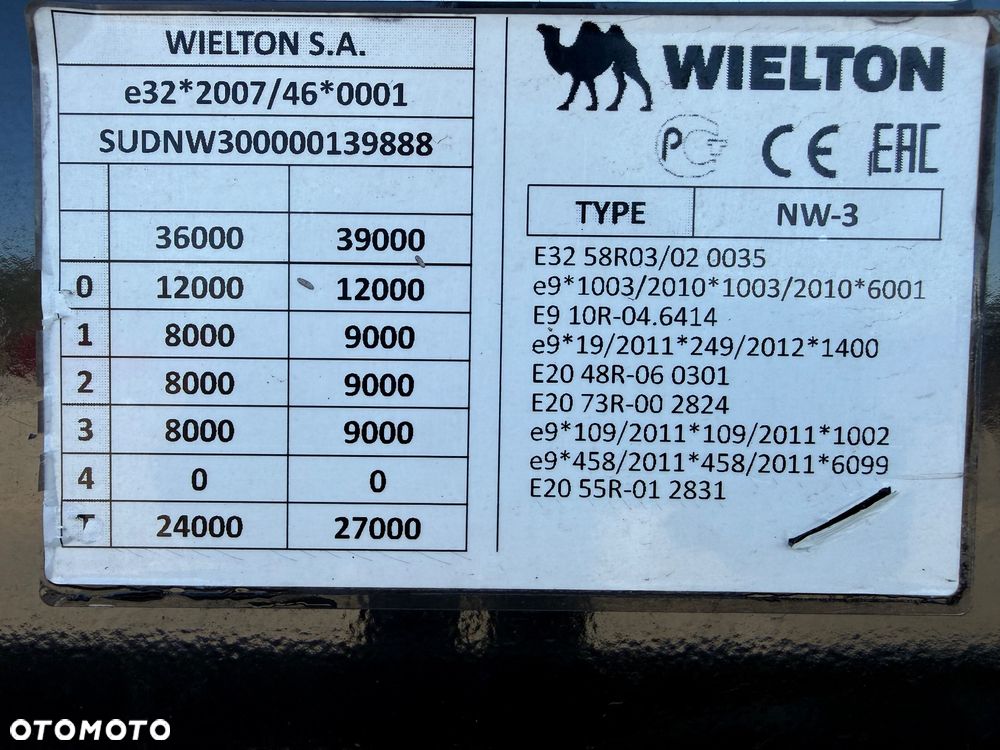 WIELTON S.A.
e32*2007/46*0001
SUDNW300000139888
36000 39000
0 12000 12000
1 8000 9000
2 8000 9000
3 8000 9000
4 0 0
T 24000 27000
WIELTON
PC CE EAC
TYPE NW-3
E32 58R03/02 0035
e9*1003/2010*1003/2010*6001
E9 10R-04.6414
e9*19/2011*249/2012*1400
E20 48R-06 0301
E20 73R-00 2824
e9*109/2011*109/2011*1002
e9*458/2011*458/2011*6099
E20 55R-01 2831
OTOMOTO